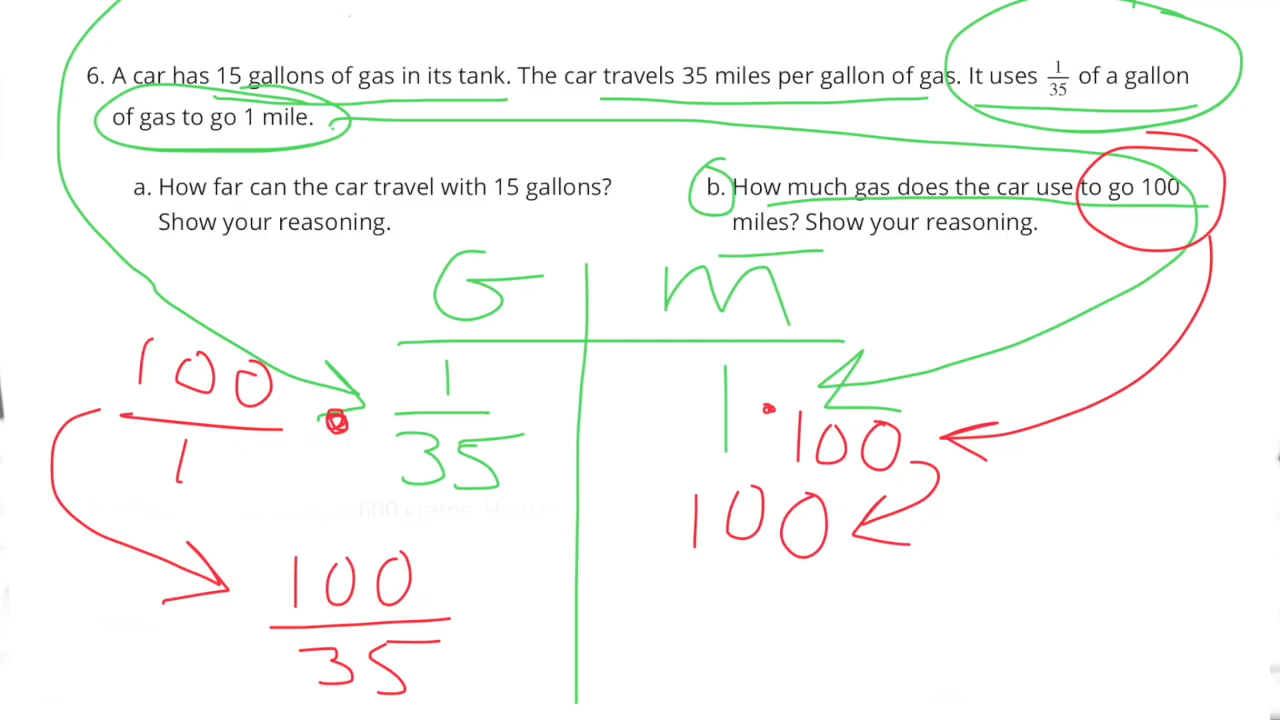 6. A car has 15 gallons of gas in its tank. The car travels 35 miles per gallon of gas. It uses 1/35 of a gallon
of gas to go 1 mile.
a. How far can the car travel with 15 gallons?
Show your reasoning.
b. How much gas does the car use to go 100
miles? Show your reasoning.
G m
100/1 • 1/35 1 • 100
100
100/35